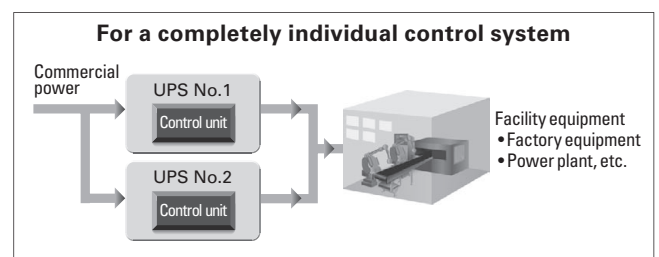 For a completely individual control system
Commercial
power
UPS No.1
Control unit
UPS No.2
Control unit
Facility equipment
•Factory equipment
•Power plant, etc.